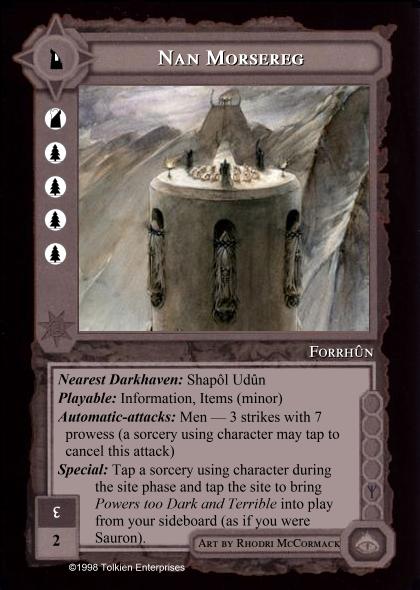 Nan Morsereg
Forrhûn
Nearest Darkhaven: Shapôl Udûn
Playable: Information, Items (minor)
Automatic-attacks: Men — 3 strikes with 7
prowess (a sorcery using character may tap to
cancel this attack)
Special: Tap a sorcery using character during
the site phase and tap the site to bring
Powers too Dark and Terrible into play
from your sideboard (as if you were
Sauron).
2
Art by Rhodri McCormack
©1998 Tolkien Enterprises